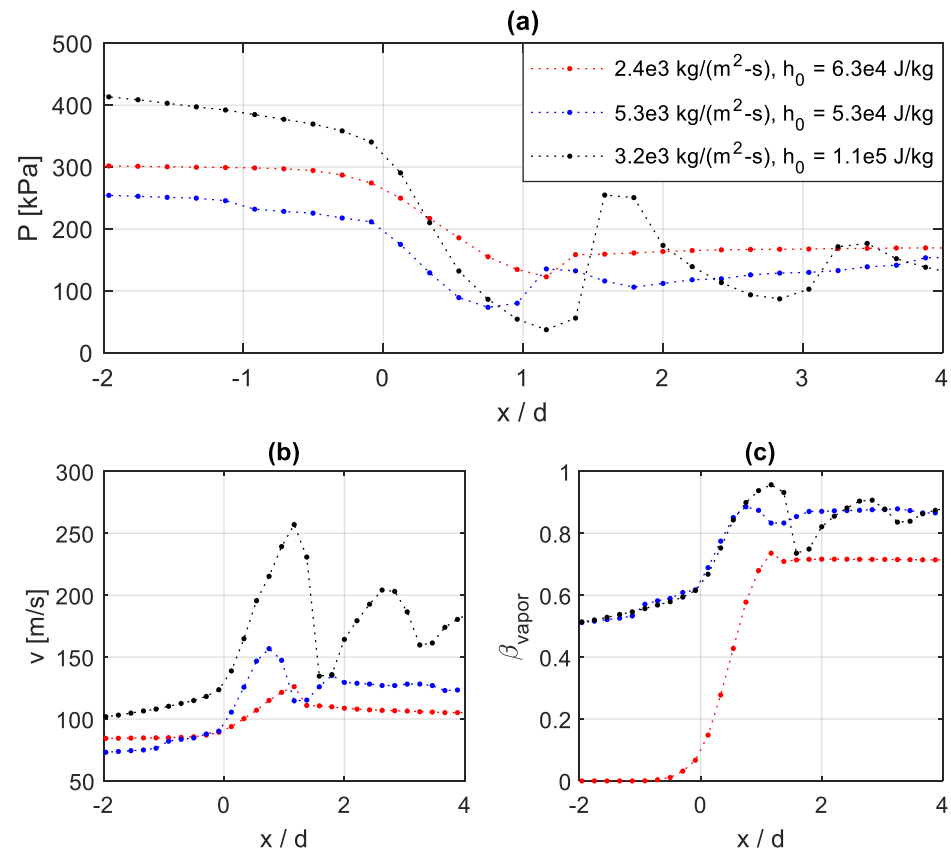 (a)
500
400
300
200
100
0
P [kPa]
2.4e3 kg/(m²-s), h₀ = 6.3e4 J/kg
5.3e3 kg/(m²-s), h₀ = 5.3e4 J/kg
3.2e3 kg/(m²-s), h₀ = 1.1e5 J/kg
-2 -1 0 1 2 3 4
x / d
(b)
300
250
200
150
100
50
v [m/s]
-2 0 2 4
x / d
(c)
1
0.8
0.6
0.4
0.2
0
β_vapor
-2 0 2 4
x / d